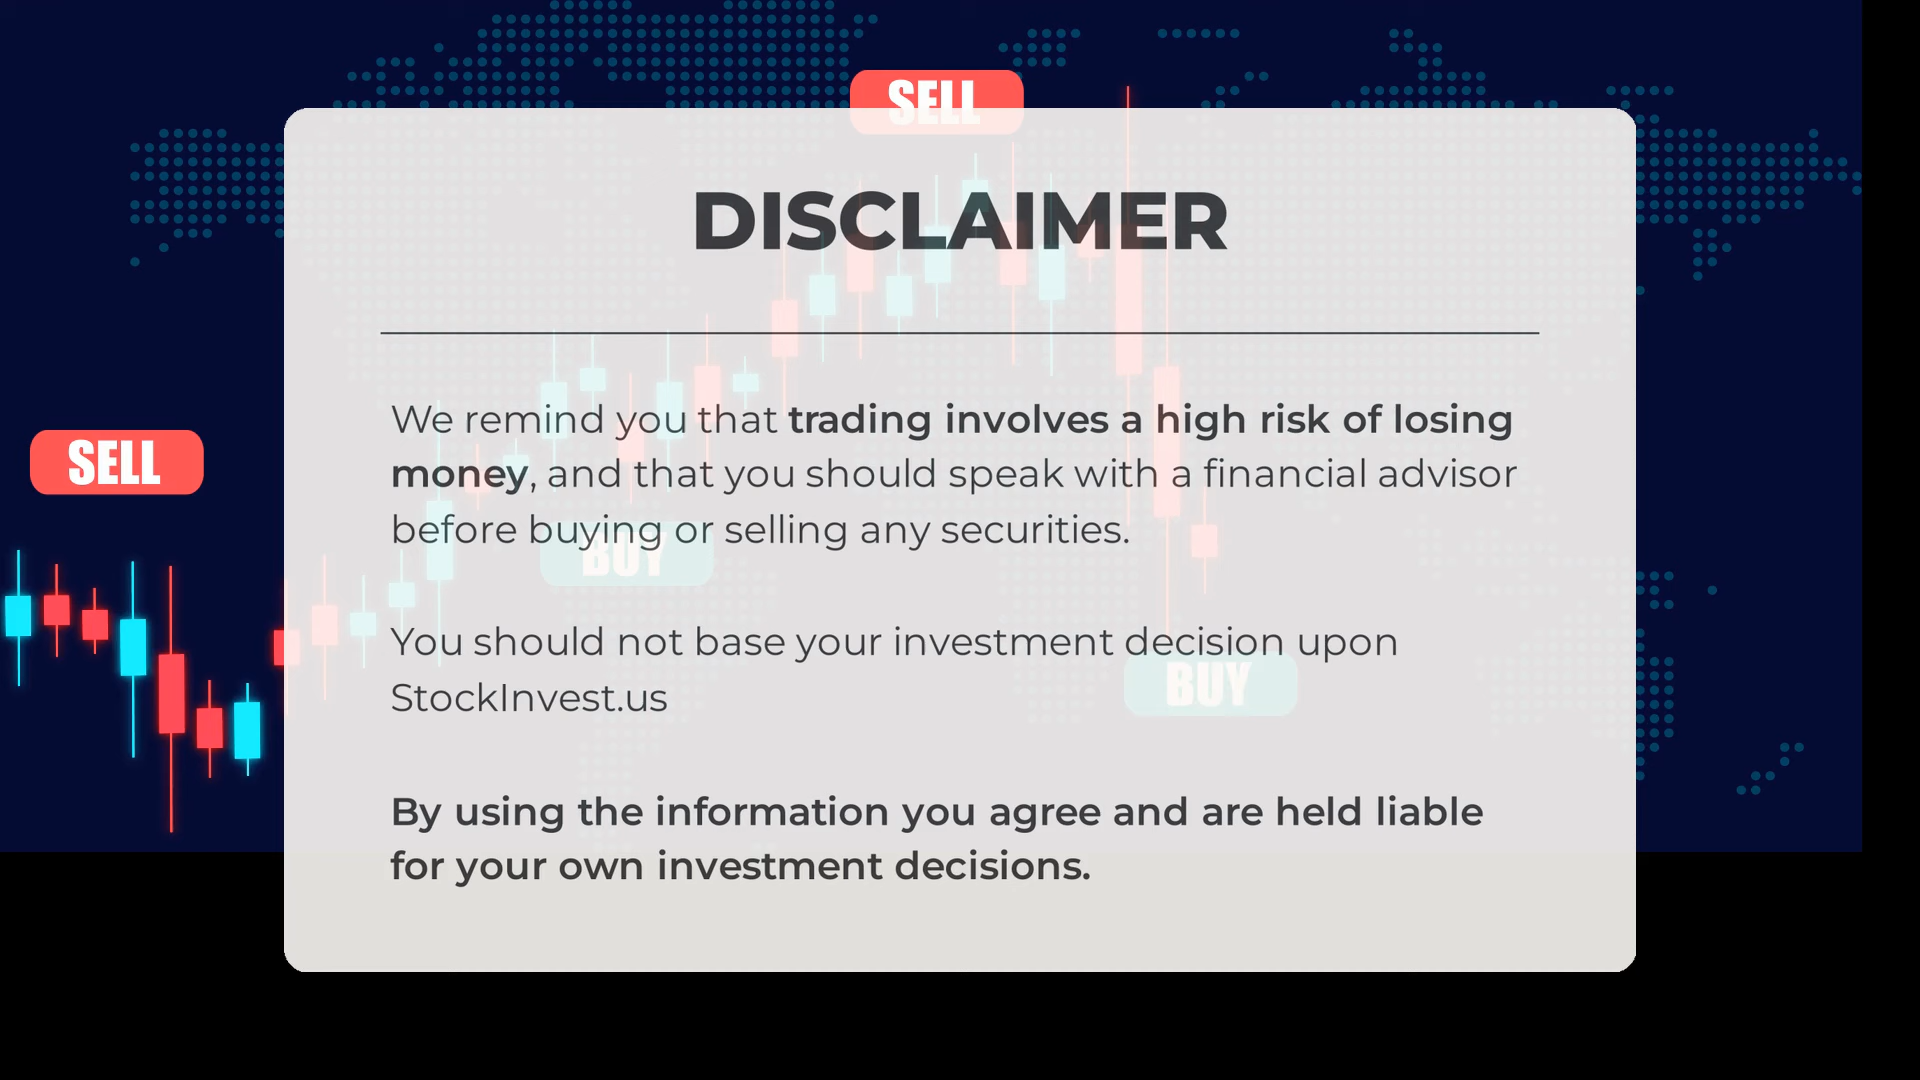 SELL
DISCLAIMER
We remind you that trading involves a high risk of losing
money, and that you should speak with a financial advisor
before buying or selling any securities.
SELL
BUY
You should not base your investment decision upon
StockInvest.us
BUY
By using the information you agree and are held liable
for your own investment decisions.